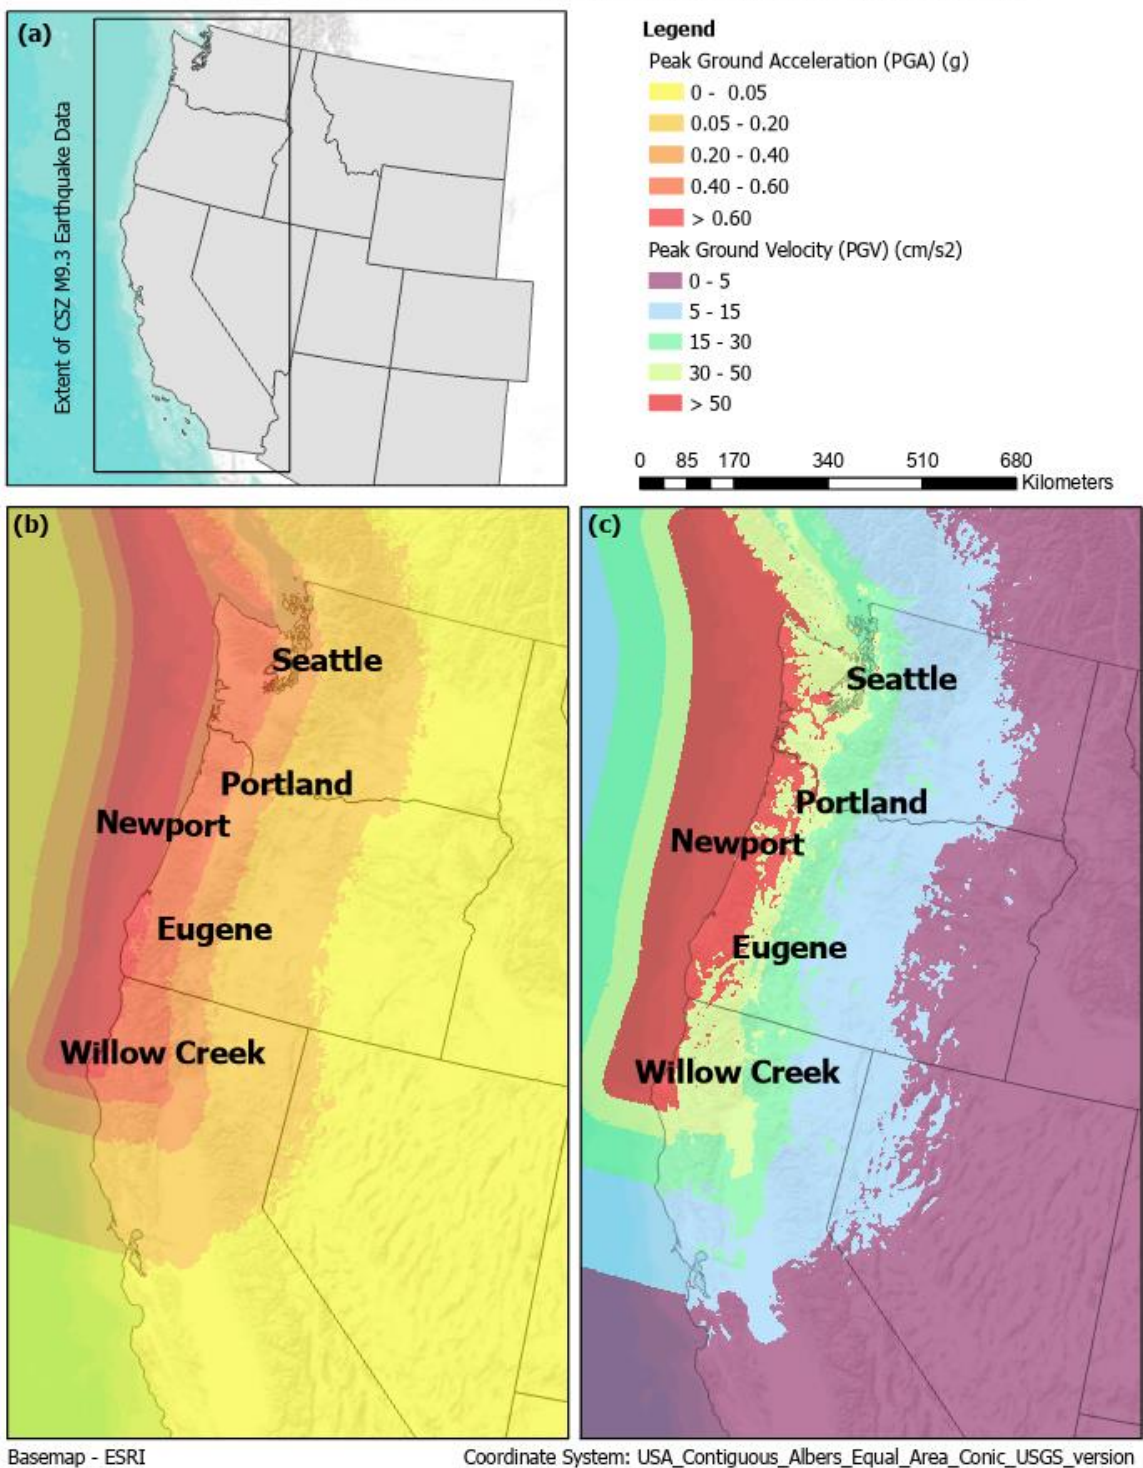 (a)
Extent of CSZ M9.3 Earthquake Data
Legend
Peak Ground Acceleration (PGA) (g)
0 - 0.05
0.05 - 0.20
0.20 - 0.40
0.40 - 0.60
> 0.60
Peak Ground Velocity (PGV) (cm/s2)
0 - 5
5 - 15
15 - 30
30 - 50
> 50
0 85 170 340 510 680
Kilometers
(b)
Seattle
Portland
Newport
Eugene
Willow Creek
(c)
Seattle
Portland
Newport
Eugene
Willow Creek
Basemap - ESRI
Coordinate System: USA_Contiguous_Albers_Equal_Area_Conic_USGS_version